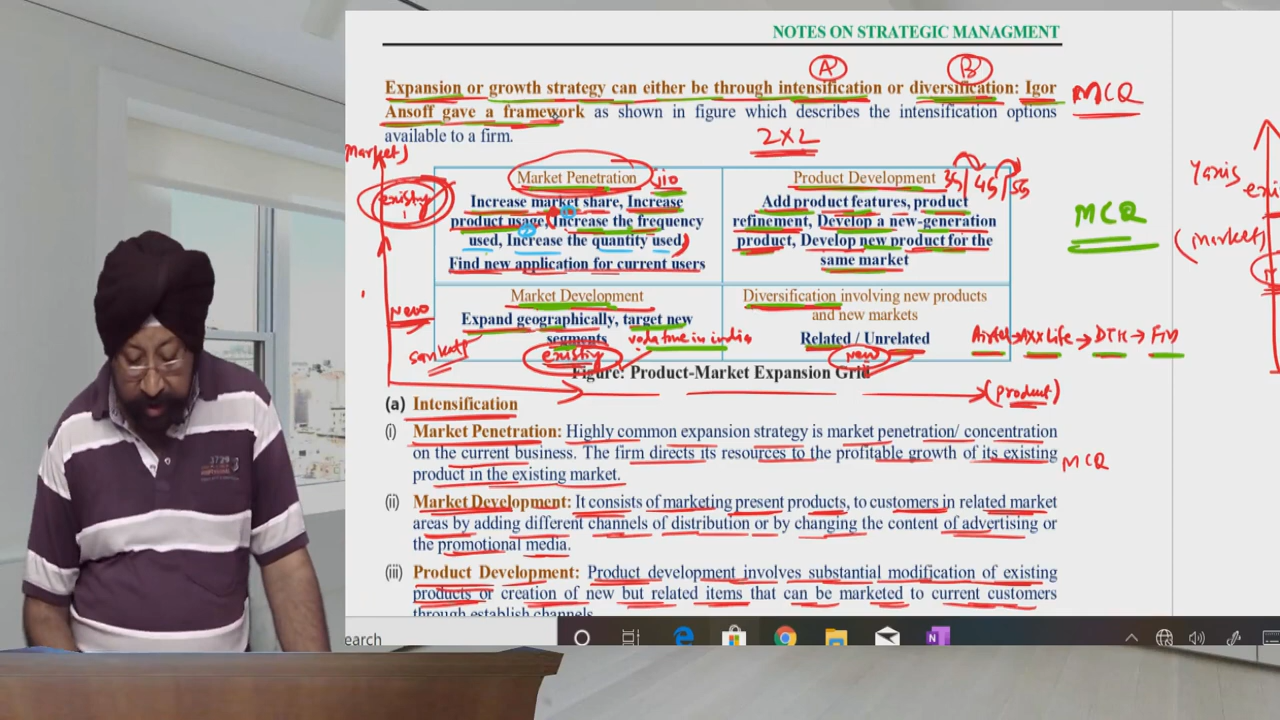 NOTES ON STRATEGIC MANAGMENT
A B
Expansion or growth strategy can either be through intensification or diversification: Igor
Ansoff gave a framework as shown in figure which describes the intensification options
available to a firm.
MCQ
2x2
Market
Market Penetration Jio
Increase market share, Increase
product usage, Increase the frequency
used, Increase the quantity used,
Find new application for current users
Product Development 35/45/55
Add product features, product
refinement, Develop a new-generation
product, Develop new product for the
same market
MCQ
Yaxis
(market)
New
Market Development
Expand geographically, target new
segments
existing
vodafone in india
Diversification involving new products
and new markets
Related / Unrelated
new
Airtel → DTH →
Figure: Product-Market Expansion Grid
(product)
(a) Intensification
(i) Market Penetration: Highly common expansion strategy is market penetration/ concentration
on the current business. The firm directs its resources to the profitable growth of its existing
product in the existing market.
MCQ
(ii) Market Development: It consists of marketing present products, to customers in related market
areas by adding different channels of distribution or by changing the content of advertising or
the promotional media.
(iii) Product Development: Product development involves substantial modification of existing
products or creation of new but related items that can be marketed to current customers
through establish channels.
earch
3729